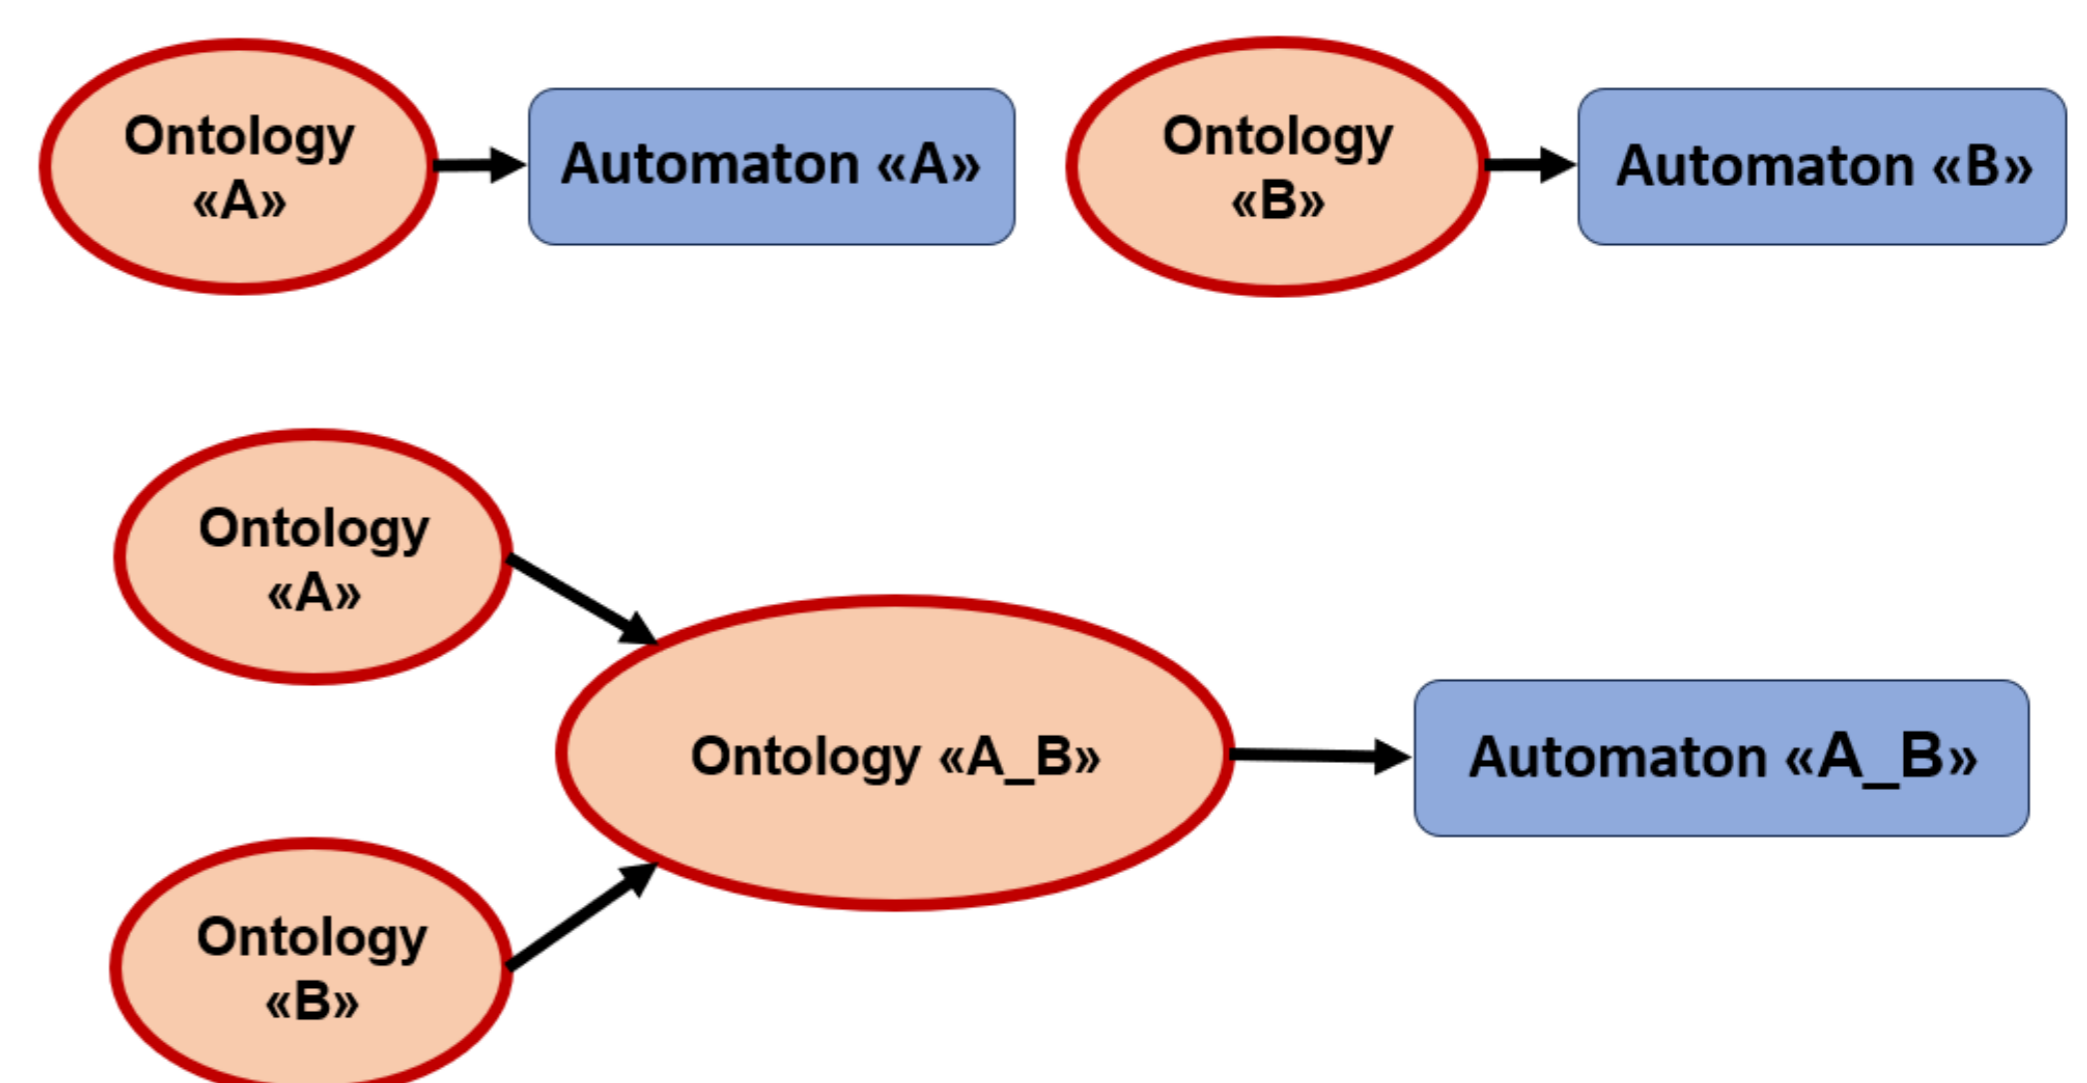 Ontology
«A»
Automaton «A»
Ontology
«B»
Automaton «B»
Ontology
«A»
Ontology «A_B»
Automaton «A_B»
Ontology
«B»